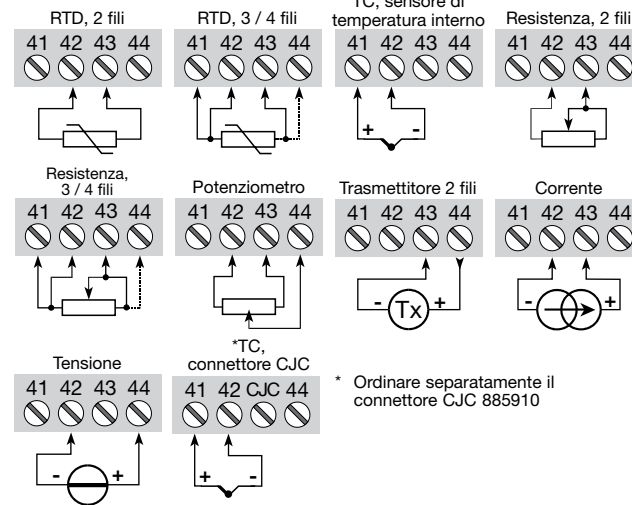 RTD, 2 fili
41 42 43 44
RTD, 3 / 4 fili
41 42 43 44
TC, sensore di
temperatura interno
41 42 43 44
+ -
Resistenza, 2 fili
41 42 43 44
Resistenza,
3 / 4 fili
41 42 43 44
Potenziometro
41 42 43 44
Trasmettitore 2 fili
41 42 43 44
- Tx +
Corrente
41 42 43 44
- +
Tensione
41 42 43 44
- +
*TC,
connettore CJC
41 42 CJC 44
+ -
* Ordinare separatamente il
connettore CJC 885910